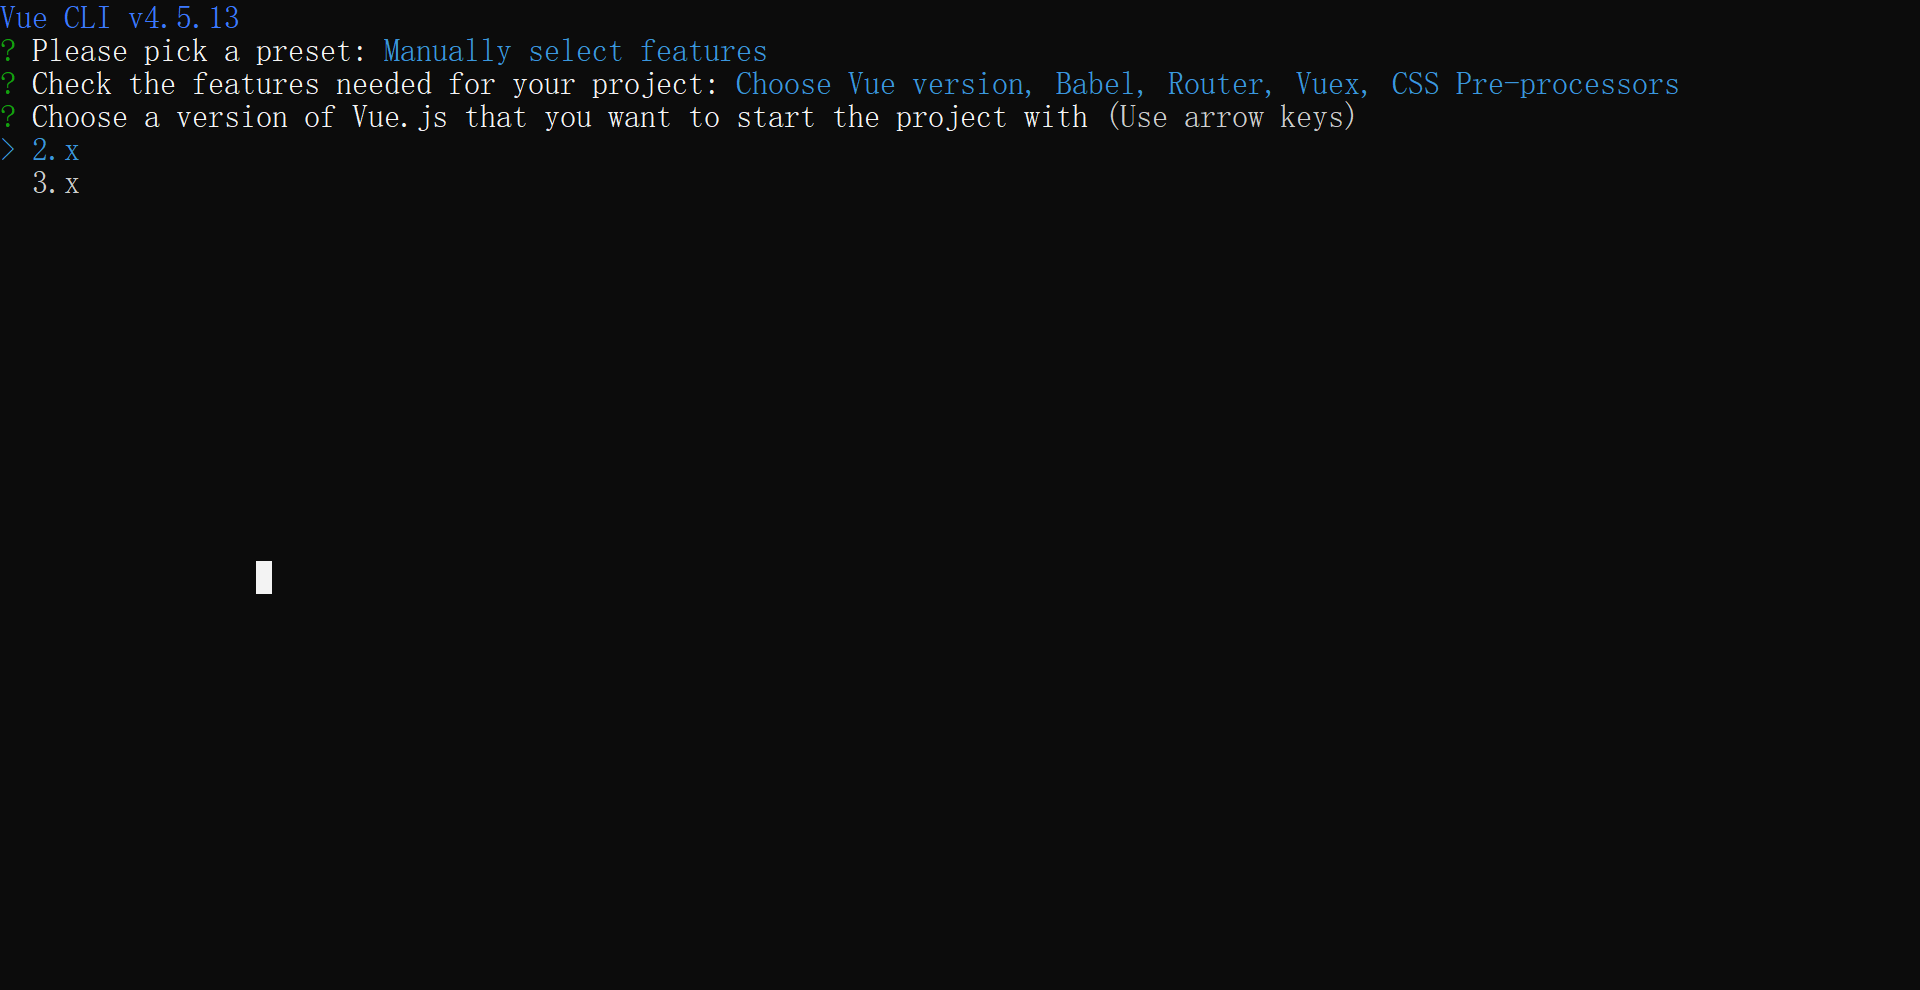 Vue CLI v4.5.13
? Please pick a preset: Manually select features
? Check the features needed for your project: Choose Vue version, Babel, Router, Vuex, CSS Pre-processors
? Choose a version of Vue.js that you want to start the project with (Use arrow keys)
> 2.x
  3.x